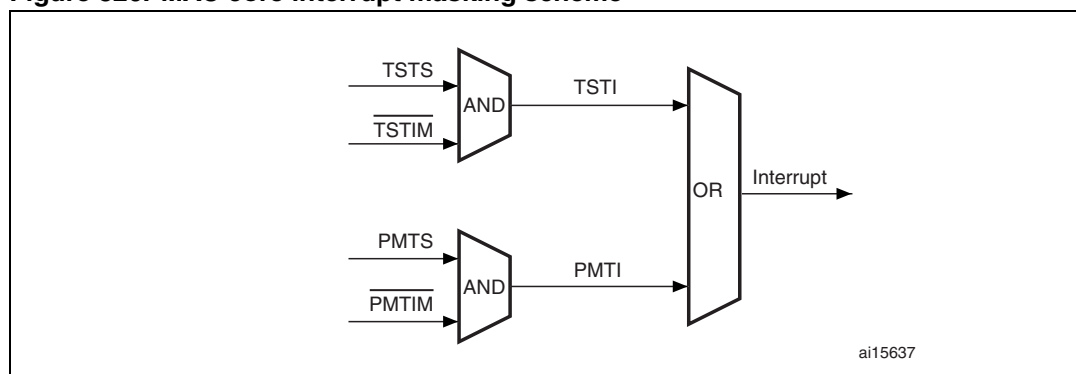 TSTS
TSTIM
AND
TSTI
PMTS
PMTIM
AND
PMTI
OR
Interrupt
ai15637